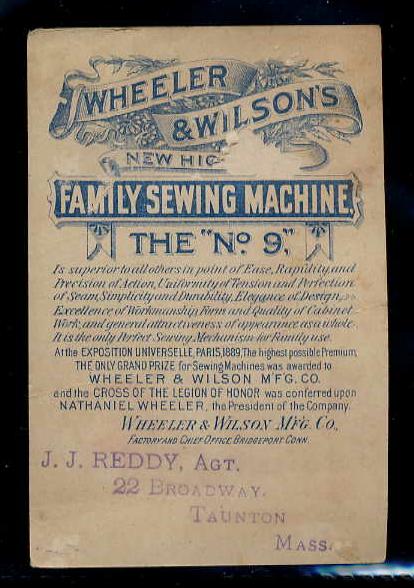 WHEELER
& WILSON'S
NEW HIG
FAMILY SEWING MACHINE,
THE "No. 9,"
Is superior to all others in point of Ease, Rapidity and
Precision of Action, Uniformity of Tension and Perfection
of Seam, Simplicity and Durability, Elegance of Design,
Excellence of Workmanship, Form and Quality of Cabinet
Work, and general attractiveness of appearance as a whole.
It is the only Perfect Sewing Mechanism for Family use.
At the EXPOSITION UNIVERSELLE, PARIS, 1889, The highest possible Premium,
THE ONLY GRAND PRIZE for Sewing Machines was awarded to
WHEELER & WILSON M'F'G. CO.
and the CROSS OF THE LEGION OF HONOR was conferred upon
NATHANIEL WHEELER, the President of the Company.
WHEELER & WILSON MF'G. CO.,
FACTORY AND CHIEF OFFICE, BRIDGEPORT CONN.
J. J. REDDY, AGT.
22 BROADWAY.
TAUNTON
MASS.